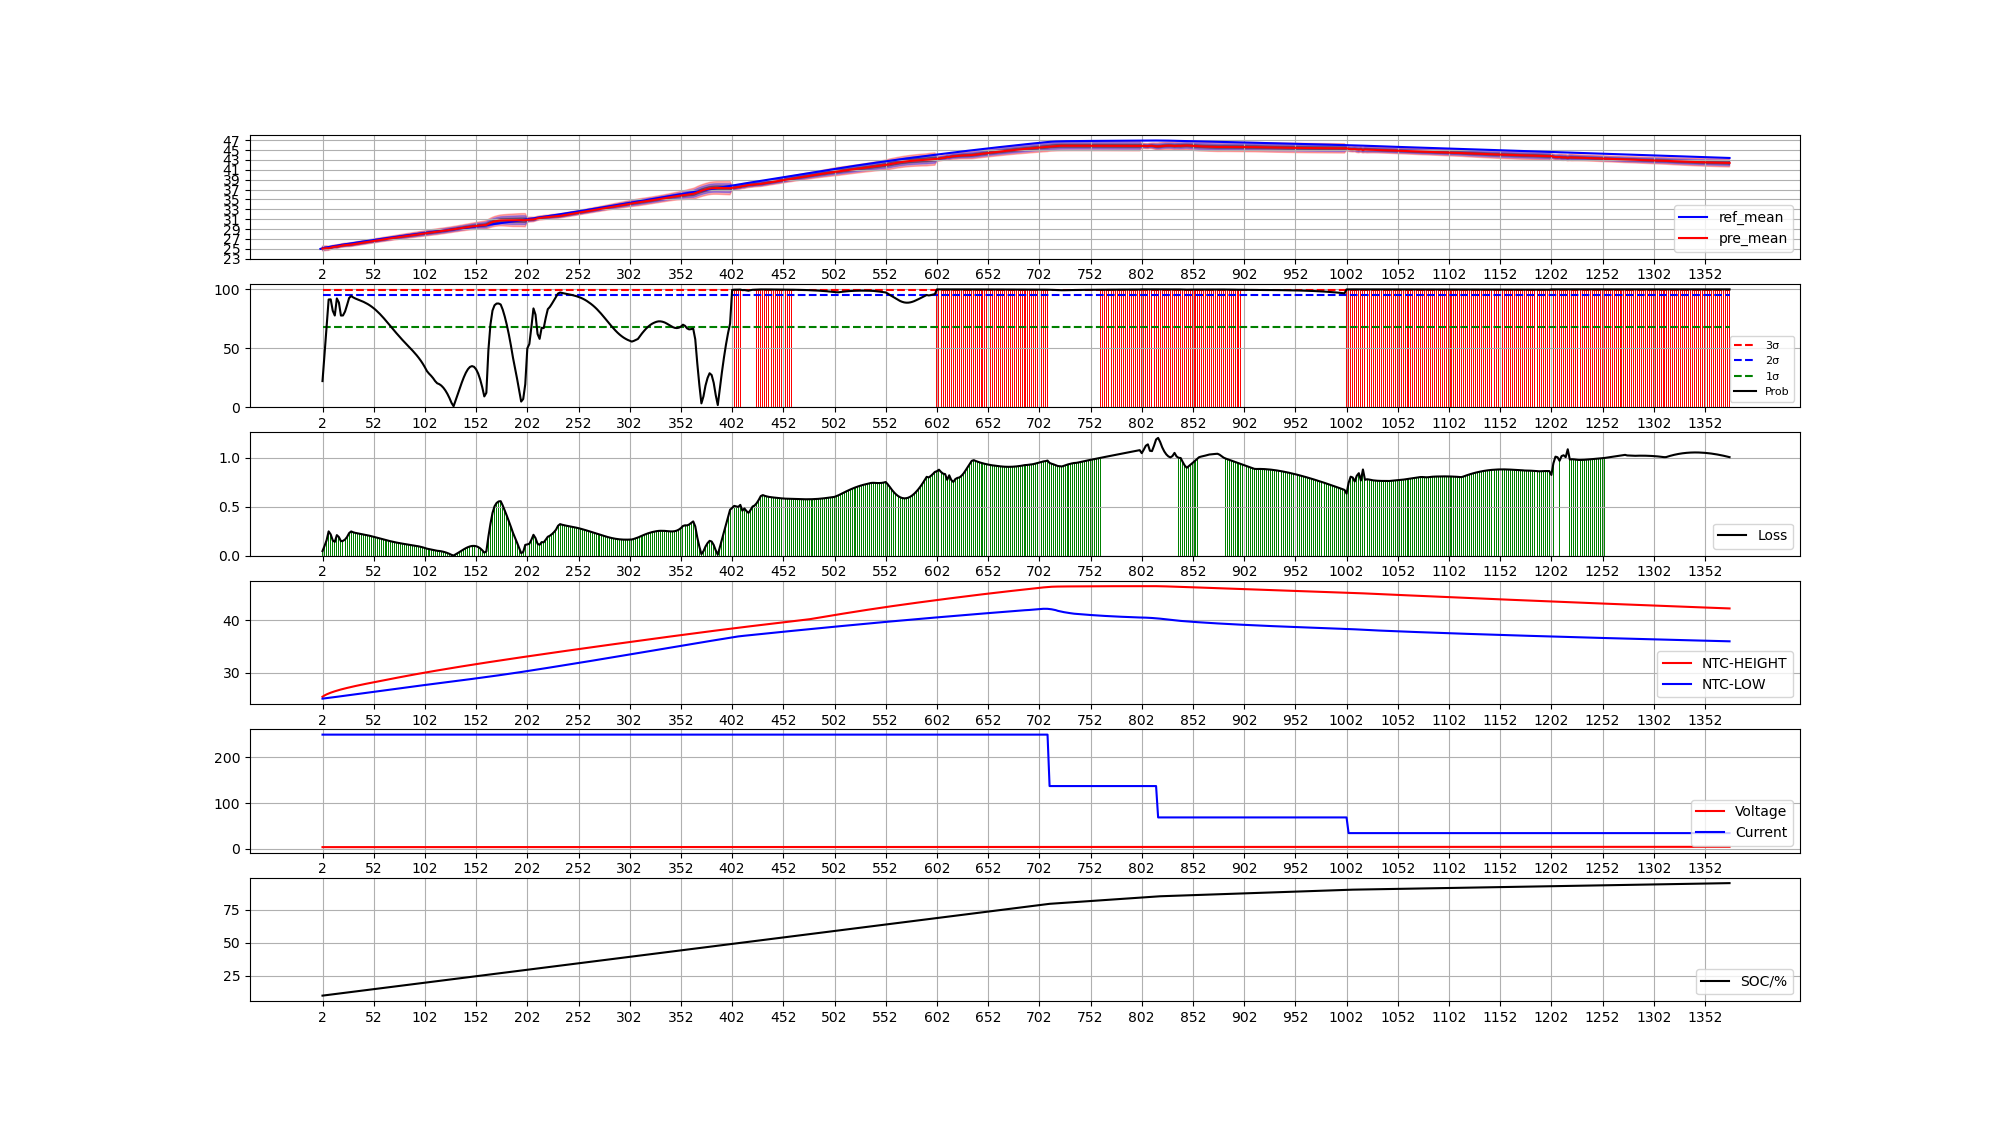 47
45
43
41
39
37
35
33
31
29
27
25
23
ref_mean
pre_mean
2 52 102 152 202 252 302 352 402 452 502 552 602 652 702 752 802 852 902 952 1002 1052 1102 1152 1202 1252 1302 1352
100
50
0
3σ
2σ
1σ
Prob
2 52 102 152 202 252 302 352 402 452 502 552 602 652 702 752 802 852 902 952 1002 1052 1102 1152 1202 1252 1302 1352
1.0
0.5
0.0
Loss
2 52 102 152 202 252 302 352 402 452 502 552 602 652 702 752 802 852 902 952 1002 1052 1102 1152 1202 1252 1302 1352
40
30
NTC-HEIGHT
NTC-LOW
2 52 102 152 202 252 302 352 402 452 502 552 602 652 702 752 802 852 902 952 1002 1052 1102 1152 1202 1252 1302 1352
200
100
0
Voltage
Current
2 52 102 152 202 252 302 352 402 452 502 552 602 652 702 752 802 852 902 952 1002 1052 1102 1152 1202 1252 1302 1352
75
50
25
SOC/%
2 52 102 152 202 252 302 352 402 452 502 552 602 652 702 752 802 852 902 952 1002 1052 1102 1152 1202 1252 1302 1352